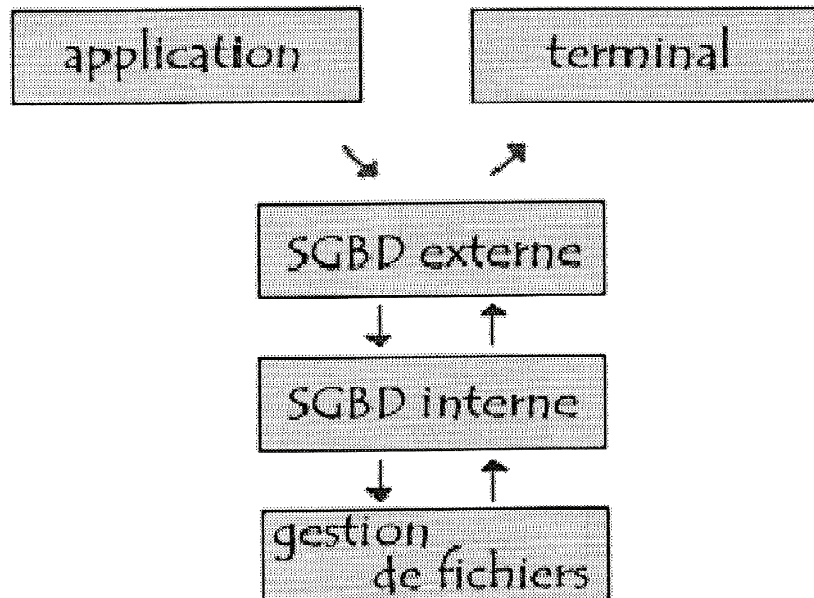 application
terminal
SGBD externe
SGBD interne
gestion
de fichiers